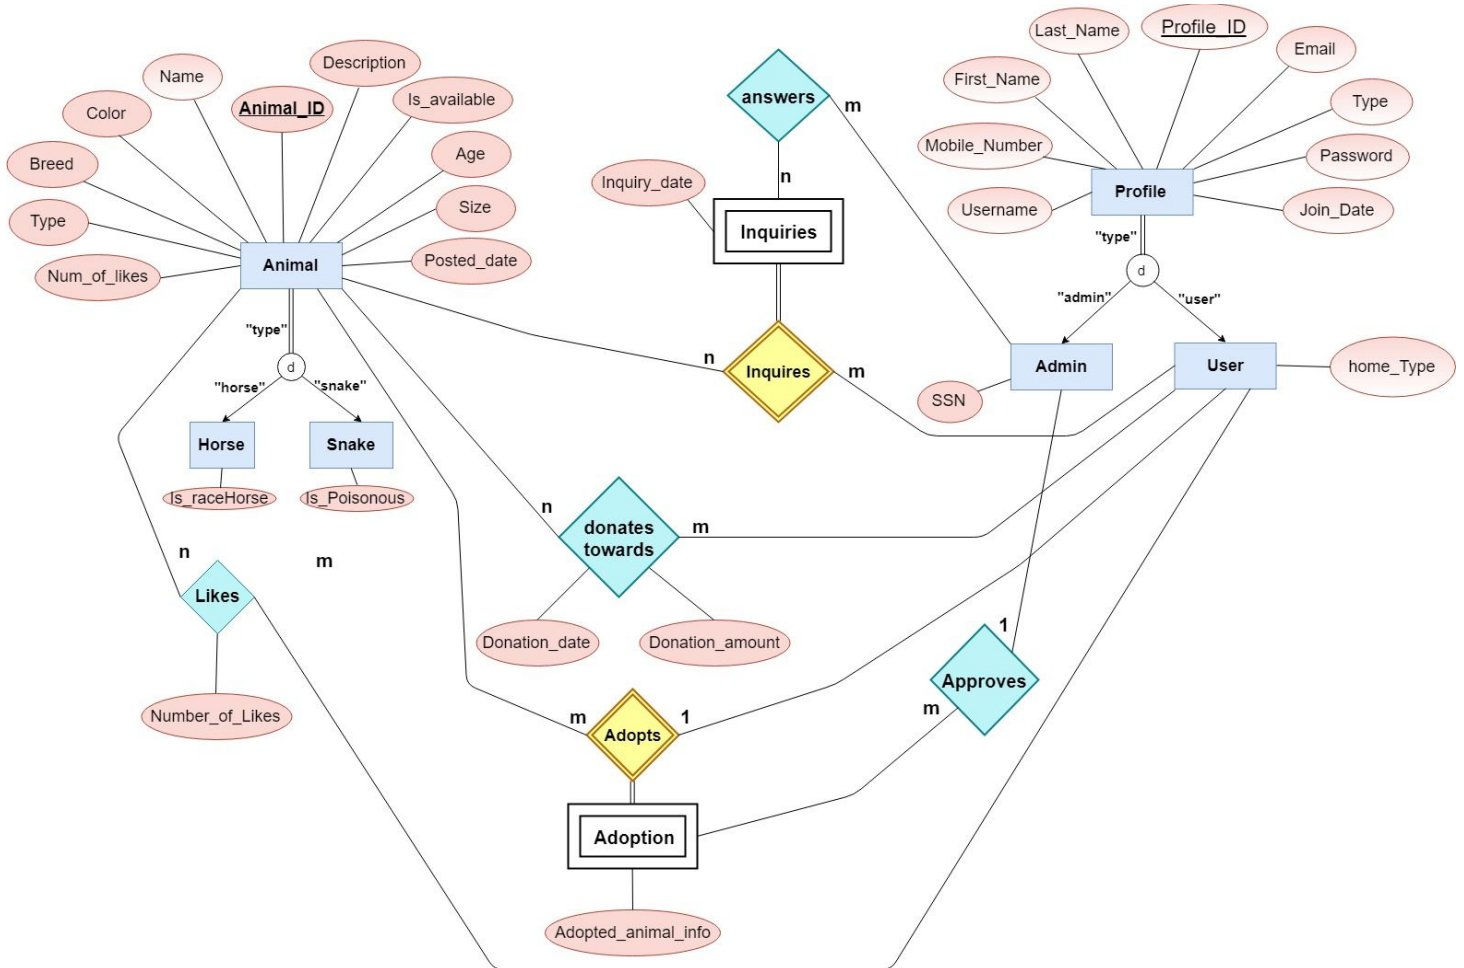 Name
Description
Color
Animal_ID
Is_available
Breed
Age
Type
Size
Num_of_likes
Animal
Posted_date
"type"
d
"horse"
"snake"
Horse
Snake
Is_raceHorse
Is_Poisonous
n
m
Likes
Number_of_Likes
answers
m
n
Inquiry_date
Inquiries
n
Inquires
m
n
donates
towards
m
Donation_date
Donation_amount
m
Adopts
1
Adoption
Adopted_animal_info
Last_Name
Profile_ID
Email
First_Name
Type
Mobile_Number
Password
Username
Profile
Join_Date
"type"
d
"admin"
"user"
Admin
User
home_Type
SSN
1
Approves
m